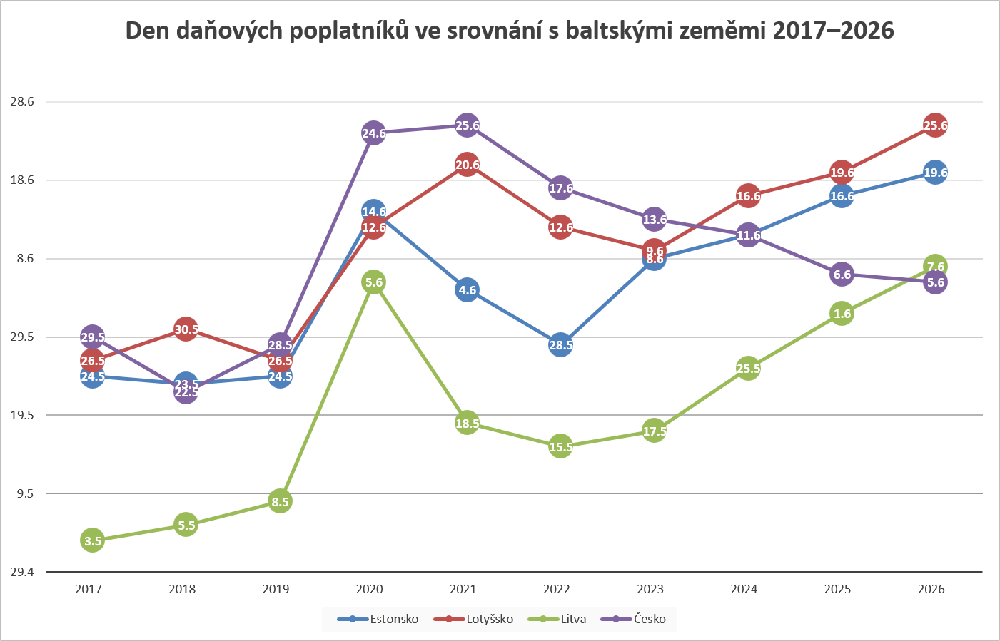 Den daňových poplatníků ve srovnání s baltskými zeměmi 2017–2026
28.6
18.6
8.6
29.5
19.5
9.5
29.4
24.5 23.5 24.5 14.6 4.6 28.5 8.6 11.6 16.6 19.6
26.5 30.5 26.5 12.6 20.6 12.6 9.6 16.6 19.6 25.6
3.5 5.5 8.5 5.6 18.5 15.5 17.5 25.5 1.6 7.6
29.5 22.5 28.5 24.6 25.6 17.6 13.6 11.6 6.6 5.6
2017 2018 2019 2020 2021 2022 2023 2024 2025 2026
Estonsko Lotyšsko Litva Česko